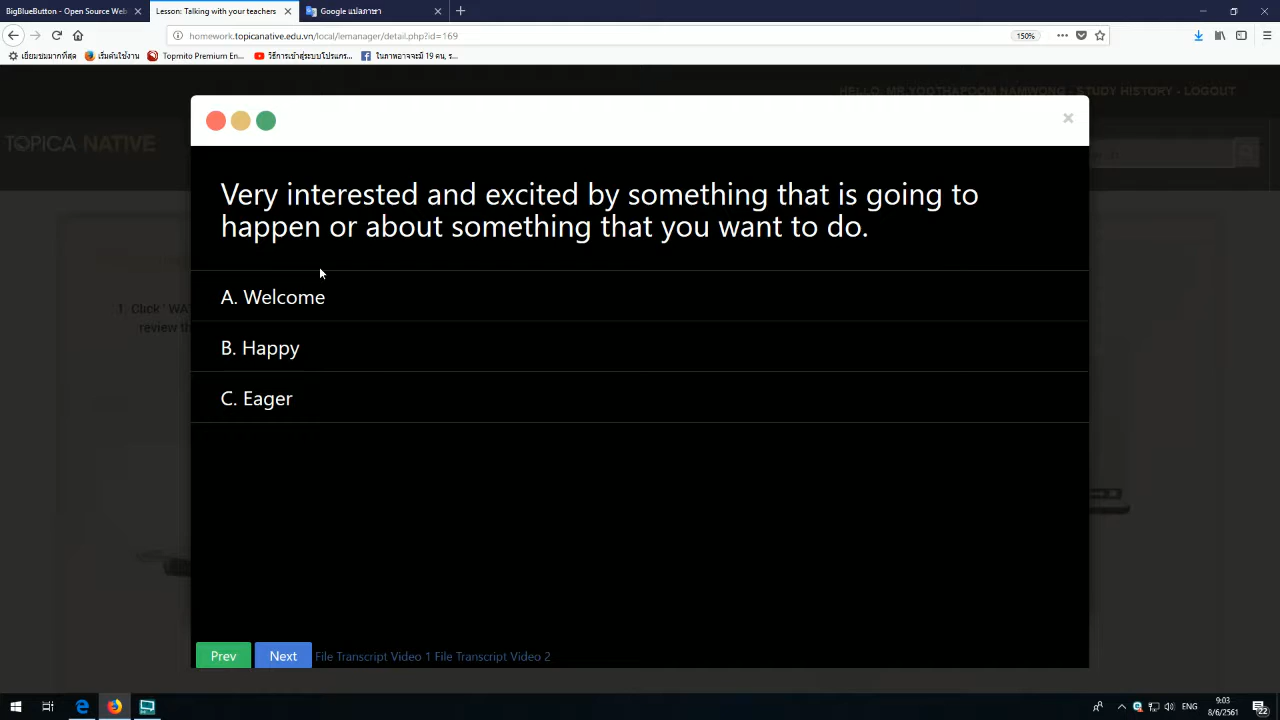 BigBlueButton - Open Source Web
Lesson: Talking with your teachers
Google แปลภาษา
homework.topicanative.edu.vn/local/lemanager/detail.php?id=169
150%
เยี่ยมชมมากที่สุด
เริ่มต้นใช้งาน
Topmito Premium En...
วิธีการเข้าสู่ระบบโปรแกร...
ในภาพอาจจะมี 19 คน, ร...
HELLO, MR.YOOTHAPOOM NAMWONG - STUDY HISTORY - LOGOUT
TOPICA NATIVE
Very interested and excited by something that is going to
happen or about something that you want to do.
1. Click ' WA
review th
A. Welcome
B. Happy
C. Eager
Prev
Next
File Transcript Video 1 File Transcript Video 2
ENG
9:03
8/6/2561
22